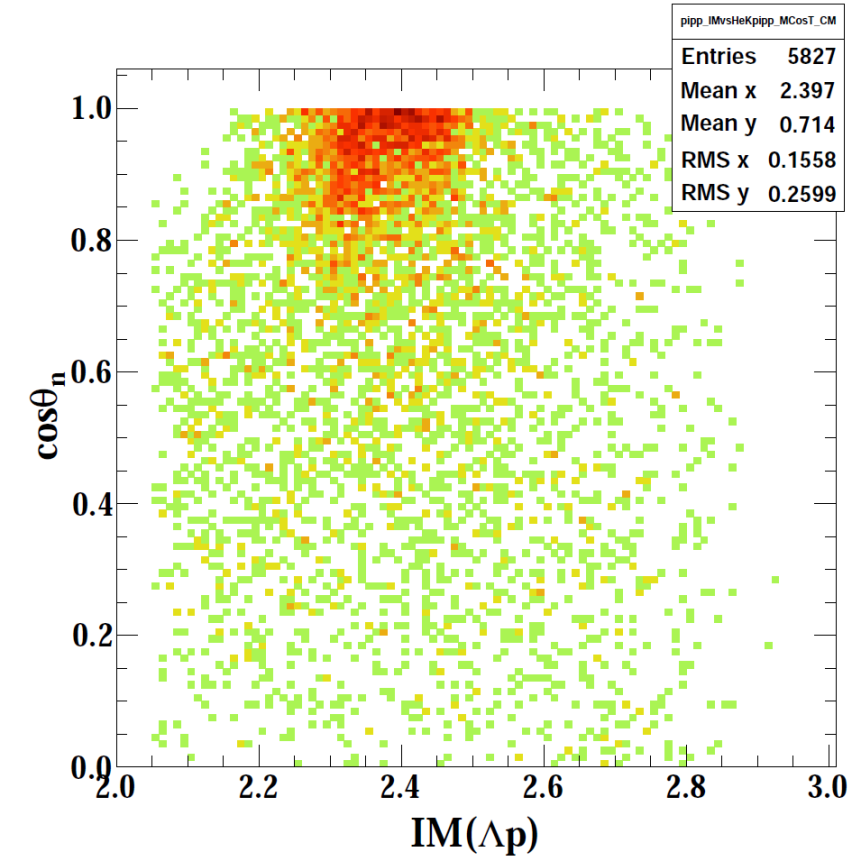 pipp_IMvsHeKpipp_MCosT_CM
Entries 5827
Mean x 2.397
Mean y 0.714
RMS x 0.1558
RMS y 0.2599
1.0
0.8
0.6
0.4
0.2
0.0
cosθn
2.0 2.2 2.4 2.6 2.8 3.0
IM(Λp)